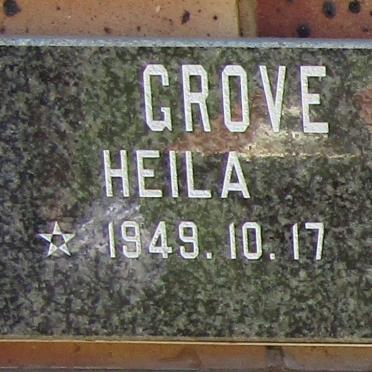 GROVE
HEILA
☆ 1949.10.17